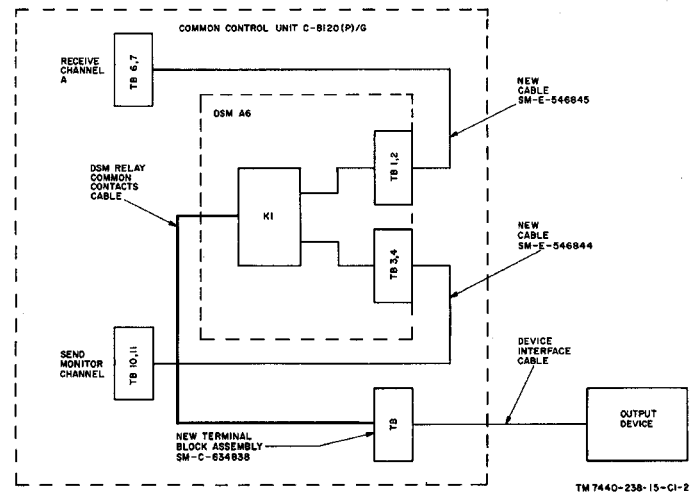 COMMON CONTROL UNIT C-8120(P)/G
RECEIVE
CHANNEL
A
TB 6,7
NEW
CABLE
SM-E-546845
DSM A6
TB 1,2
DSM RELAY
COMMON
CONTACTS
CABLE
K1
TB 3,4
NEW
CABLE
SM-E-546844
SEND
MONITOR
CHANNEL
TB 10,11
DEVICE
INTERFACE
CABLE
TB
OUTPUT
DEVICE
NEW TERMINAL
BLOCK ASSEMBLY
SM-C-634838
TM 7440-238-15-C1-2